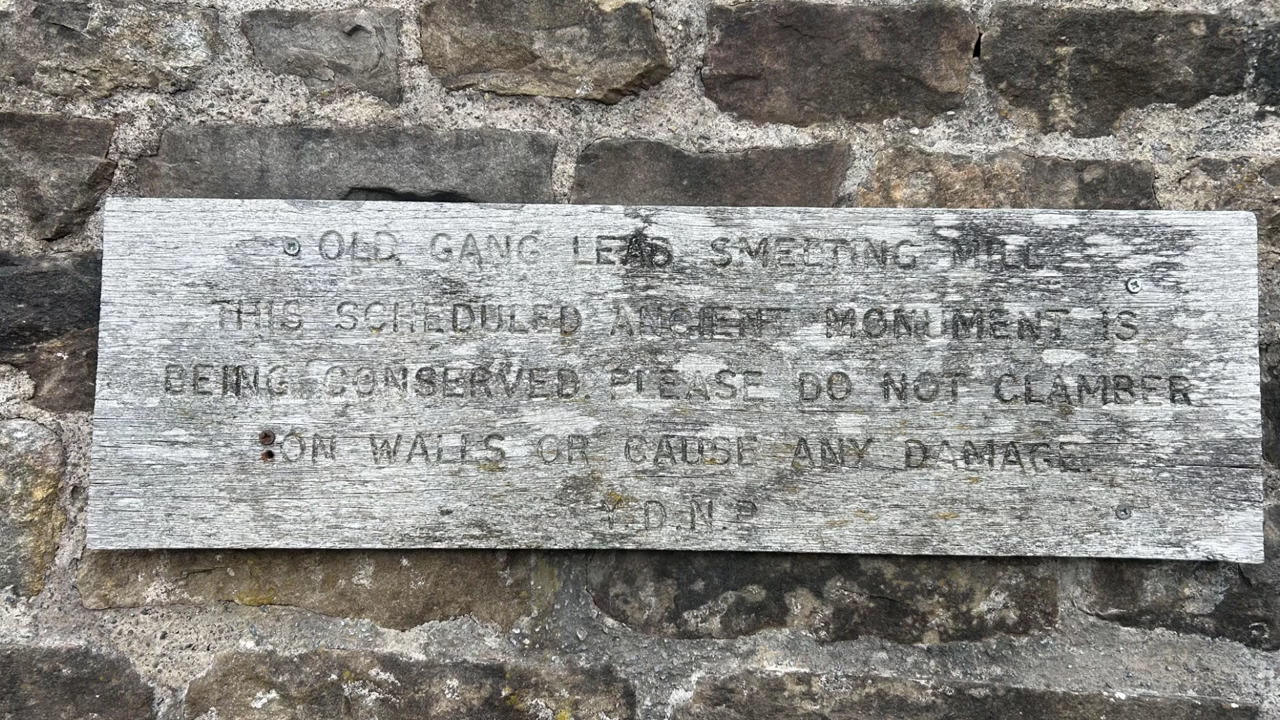 OLD GANG LEAD SMELTING MILL
THIS SCHEDULED ANCIENT MONUMENT IS
BEING CONSERVED. PLEASE DO NOT CLAMBER
ON WALLS OR CAUSE ANY DAMAGE.
Y.D.N.P